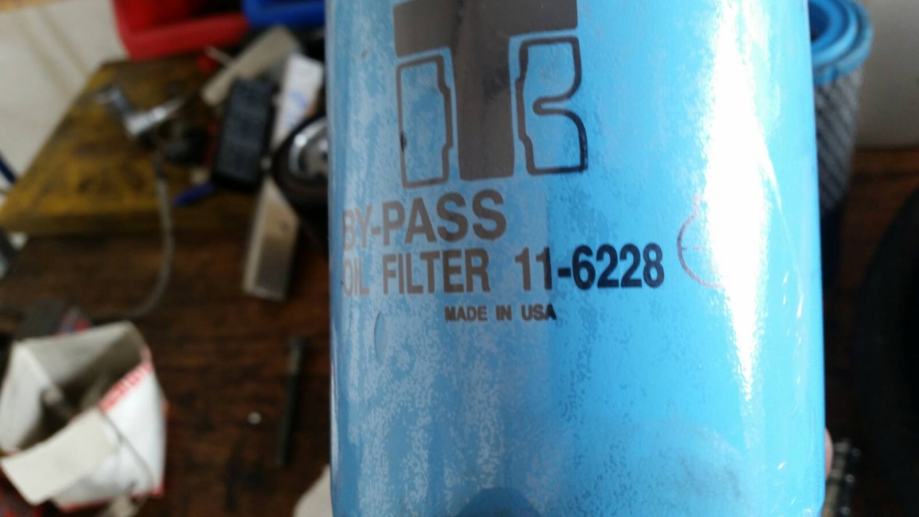 BY-PASS
OIL FILTER 11-6228
MADE IN USA